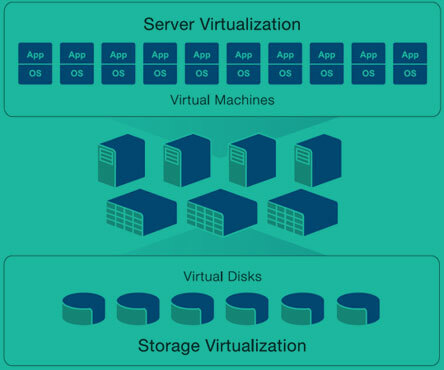 Server Virtualization
App App App App App App App App App App
OS OS OS OS OS OS OS OS OS OS
Virtual Machines
Virtual Disks
Storage Virtualization